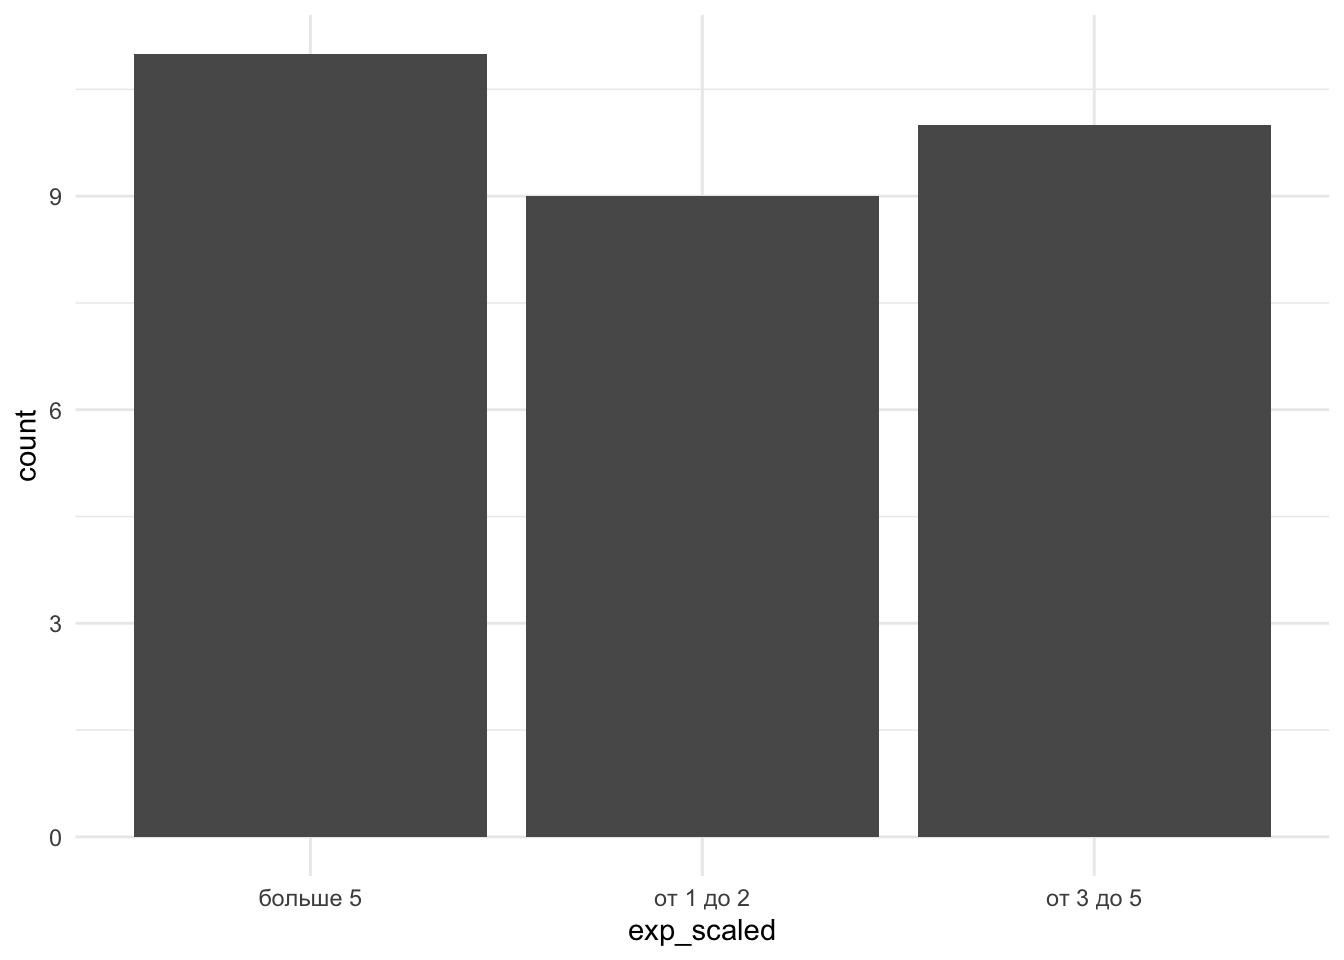 count
9
6
3
0
больше 5
от 1 до 2
от 3 до 5
exp_scaled